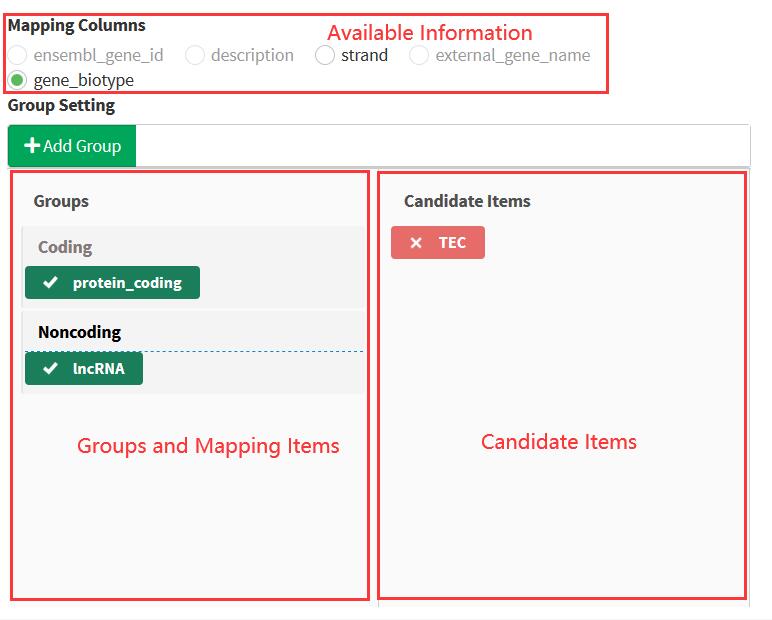 Mapping Columns
Available Information
ensembl_gene_id description strand external_gene_name
gene_biotype
Group Setting
Add Group
Groups
Candidate Items
Coding
TEC
protein_coding
Noncoding
lncRNA
Groups and Mapping Items
Candidate Items